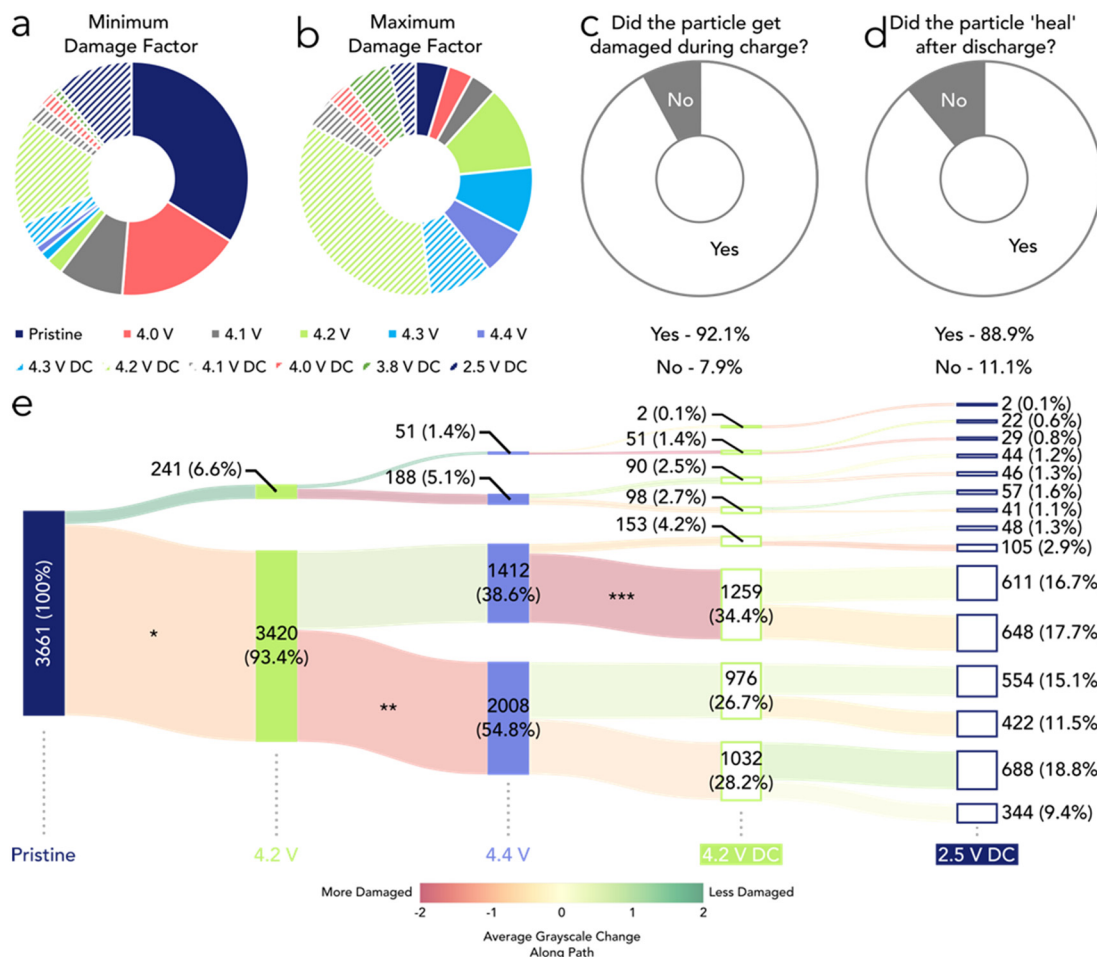 a
Minimum
Damage Factor
b
Maximum
Damage Factor
c
Did the particle get
damaged during charge?
d
Did the particle 'heal'
after discharge?
No
Yes
No
Yes
Pristine
4.0 V
4.1 V
4.2 V
4.3 V
4.4 V
4.3 V DC
4.2 V DC
4.1 V DC
4.0 V DC
3.8 V DC
2.5 V DC
Yes - 92.1%
No - 7.9%
Yes - 88.9%
No - 11.1%
e
3661 (100%)
241 (6.6%)
3420
(93.4%)
51 (1.4%)
188 (5.1%)
1412
(38.6%)
2008
(54.8%)
2 (0.1%)
51 (1.4%)
90 (2.5%)
98 (2.7%)
153 (4.2%)
1259
(34.4%)
976
(26.7%)
1032
(28.2%)
2 (0.1%)
22 (0.6%)
29 (0.8%)
44 (1.2%)
46 (1.3%)
57 (1.6%)
41 (1.1%)
48 (1.3%)
105 (2.9%)
611 (16.7%
648 (17.7%
554 (15.1%
422 (11.5%
688 (18.8%
344 (9.4%)
*
**
***
Pristine
4.2 V
4.4 V
4.2 V DC
2.5 V DC
More Damaged
Less Damaged
-2
-1
0
1
2
Average Grayscale Change
Along Path